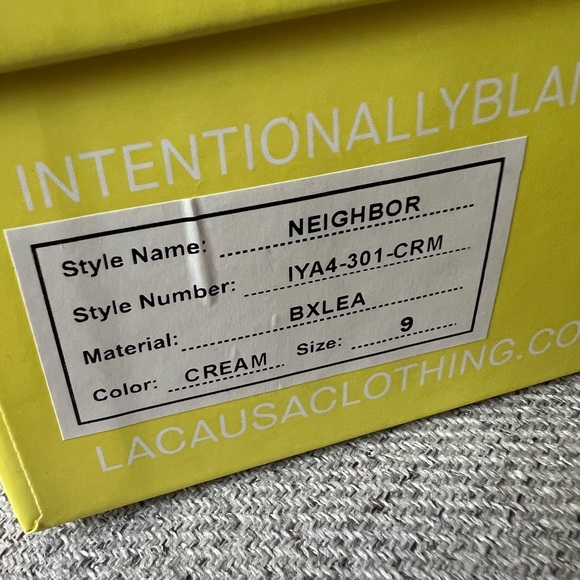 INTENTIONALLYBLAN
Style Name: NEIGHBOR
Style Number: IYA4-301-CRM
Material: BXLEA
Color: CREAM Size: 9
LACAUSACLOTHING.CO